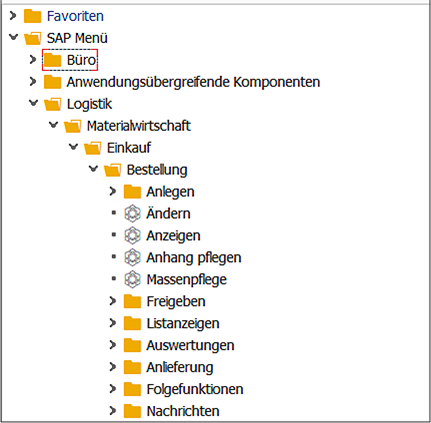 Favoriten
SAP Menü
Büro
Anwendungsübergreifende Komponenten
Logistik
Materialwirtschaft
Einkauf
Bestellung
Anlegen
Ändern
Anzeigen
Anhang pflegen
Massenpflege
Freigeben
Listanzeigen
Auswertungen
Anlieferung
Folgefunktionen
Nachrichten